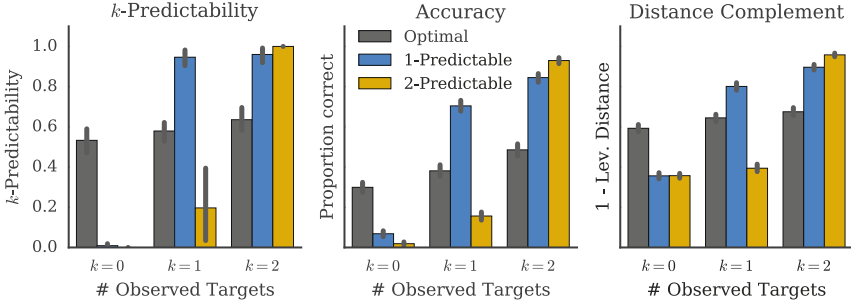 k-Predictability
Accuracy
Distance Complement
k-Predictability
1.0
0.8
0.6
0.4
0.2
0.0
k = 0
k = 1
k = 2
# Observed Targets
Proportion correct
Optimal
1-Predictable
2-Predictable
k = 0
k = 1
k = 2
# Observed Targets
1 - Lev. Distance
k = 0
k = 1
k = 2
# Observed Targets